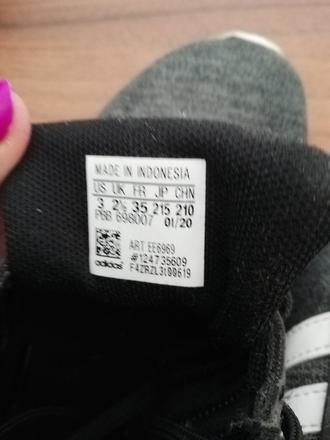 MADE IN INDONESIA
US UK FR JP CHN
3 2½ 35 215 210
PBB 698007 01/20
ART EE6969
#124735609
adidas F4ZRZL3t99619